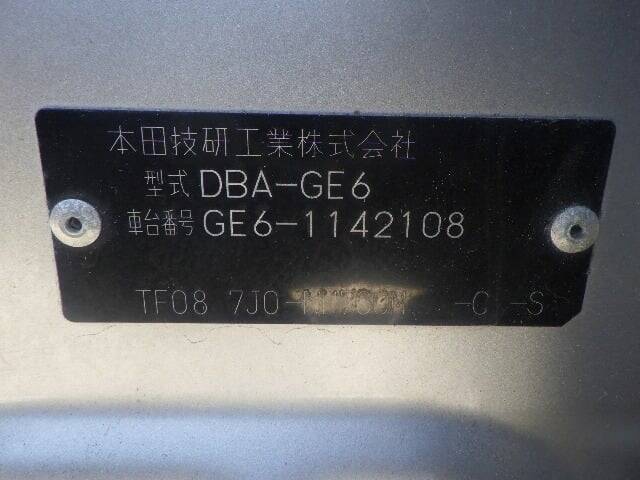 本田技研工業株式会社
型式 DBA-GE6
車台番号 GE6-1142108
TF08 7J0- -C -S